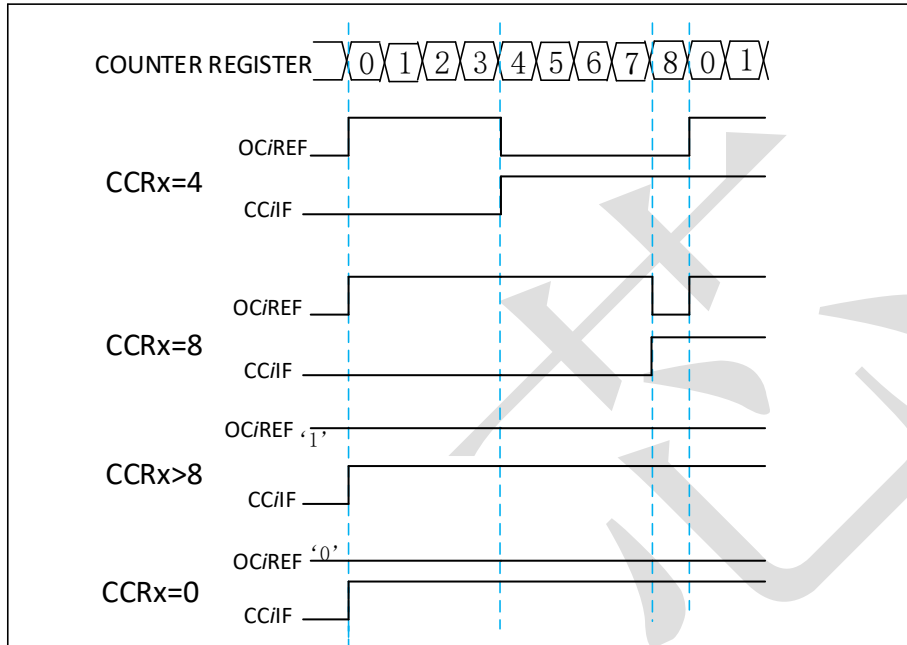 COUNTER REGISTER 0 1 2 3 4 5 6 7 8 0 1
OCiREF
CCRx=4
CCiIF
OCiREF
CCRx=8
CCiIF
OCiREF ‘1’
CCRx>8
CCiIF
OCiREF ‘0’
CCRx=0
CCiIF